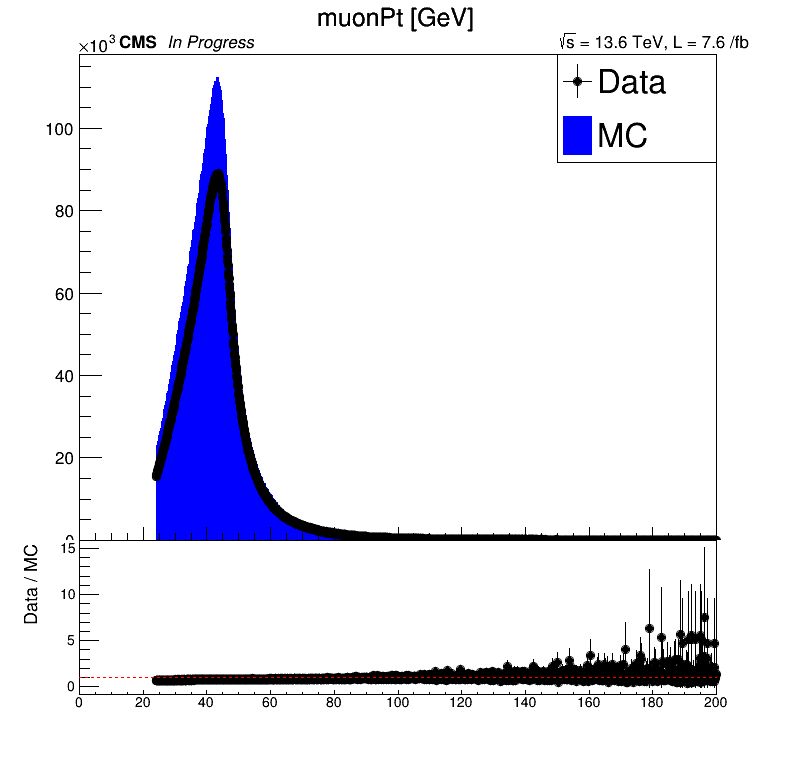 muonPt [GeV]
×10³ CMS In Progress
√s = 13.6 TeV, L = 7.6 /fb
Data
MC
100
80
60
40
20
0
Data / MC
15
10
5
0
0 20 40 60 80 100 120 140 160 180 200